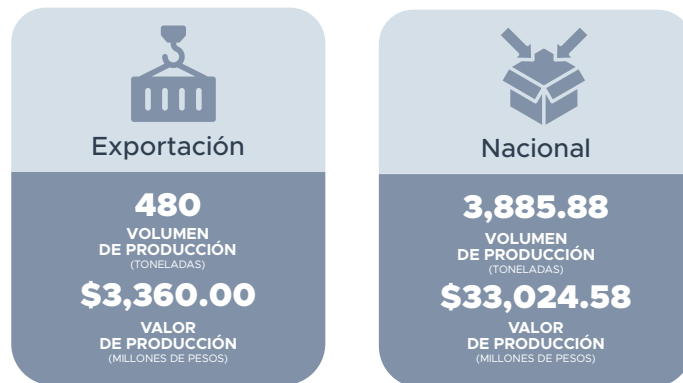 Exportación
480
VOLUMEN
DE PRODUCCIÓN
(TONELADAS)
$3,360.00
VALOR
DE PRODUCCIÓN
(MILLONES DE PESOS)
Nacional
3,885.88
VOLUMEN
DE PRODUCCIÓN
(TONELADAS)
$33,024.58
VALOR
DE PRODUCCIÓN
(MILLONES DE PESOS)